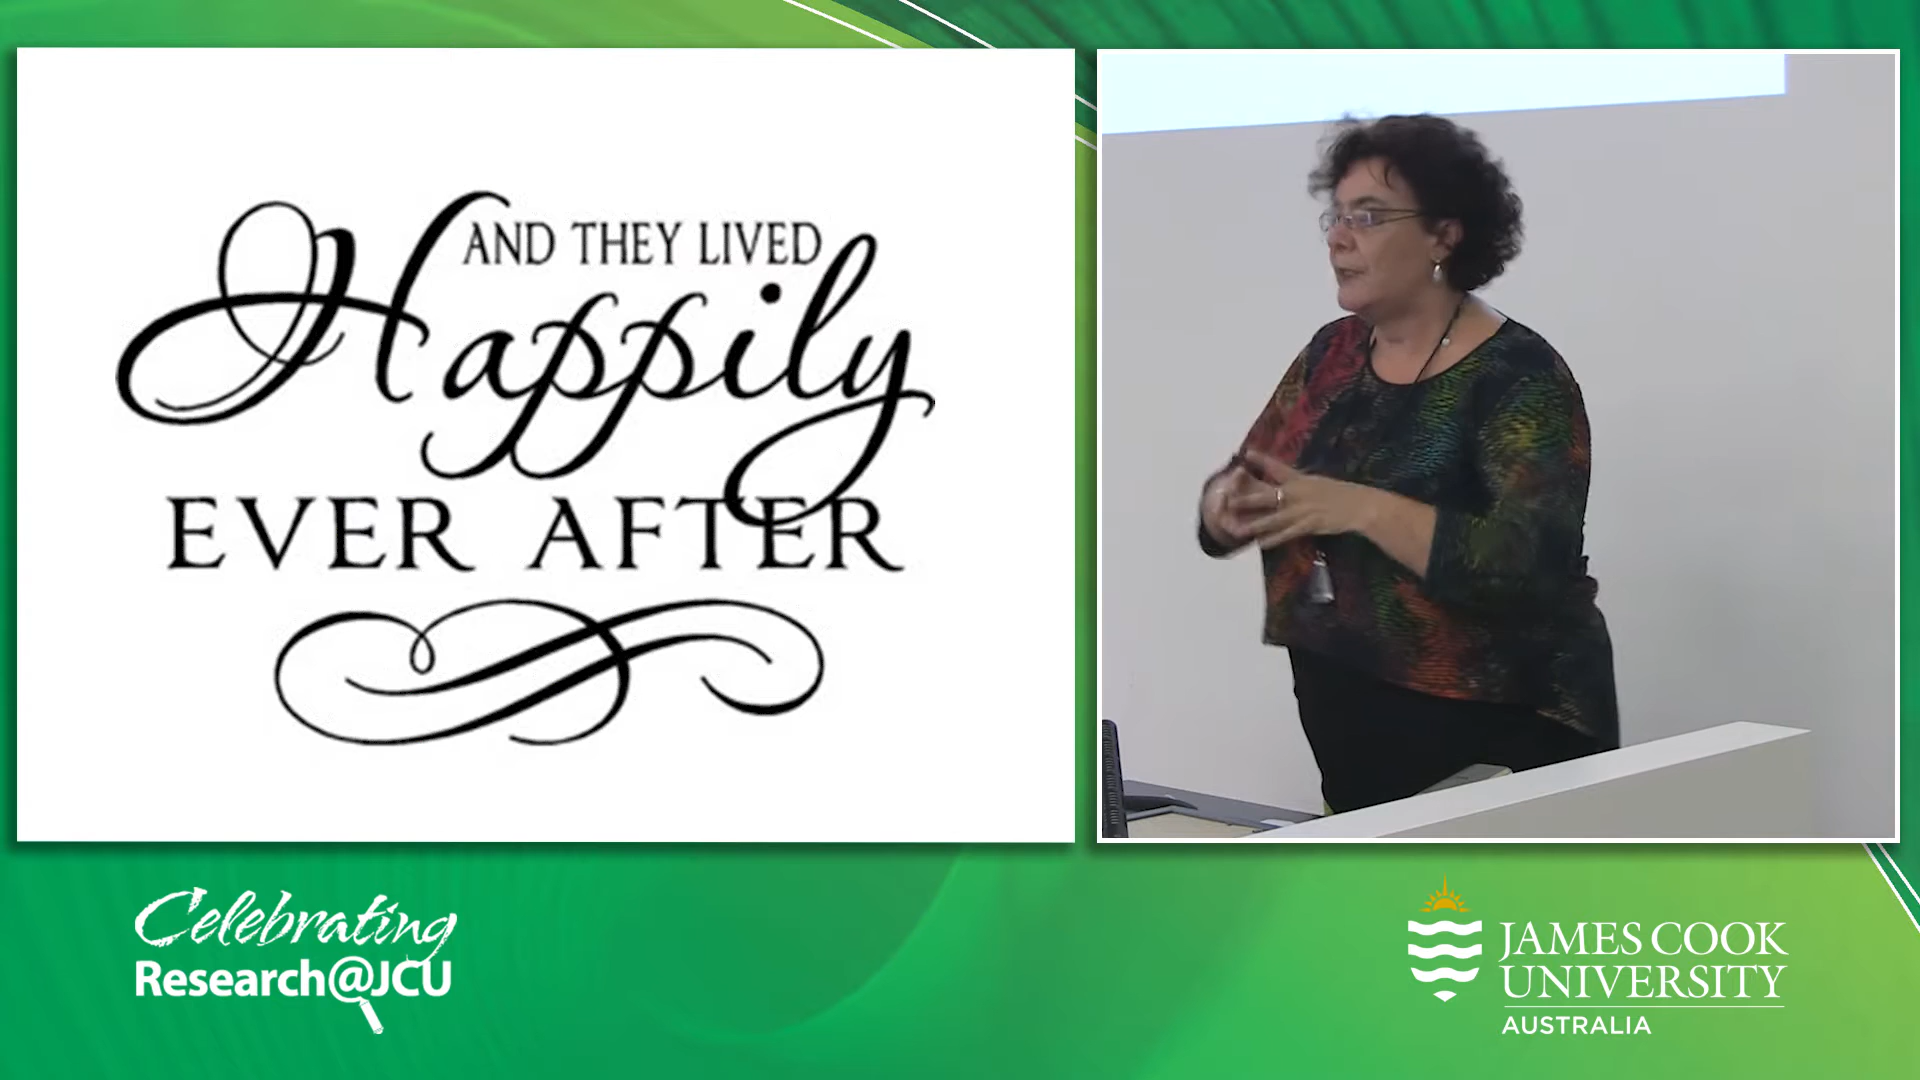 AND THEY LIVED
Happily
EVER AFTER
Celebrating
Research@JCU
JAMES COOK
UNIVERSITY
AUSTRALIA